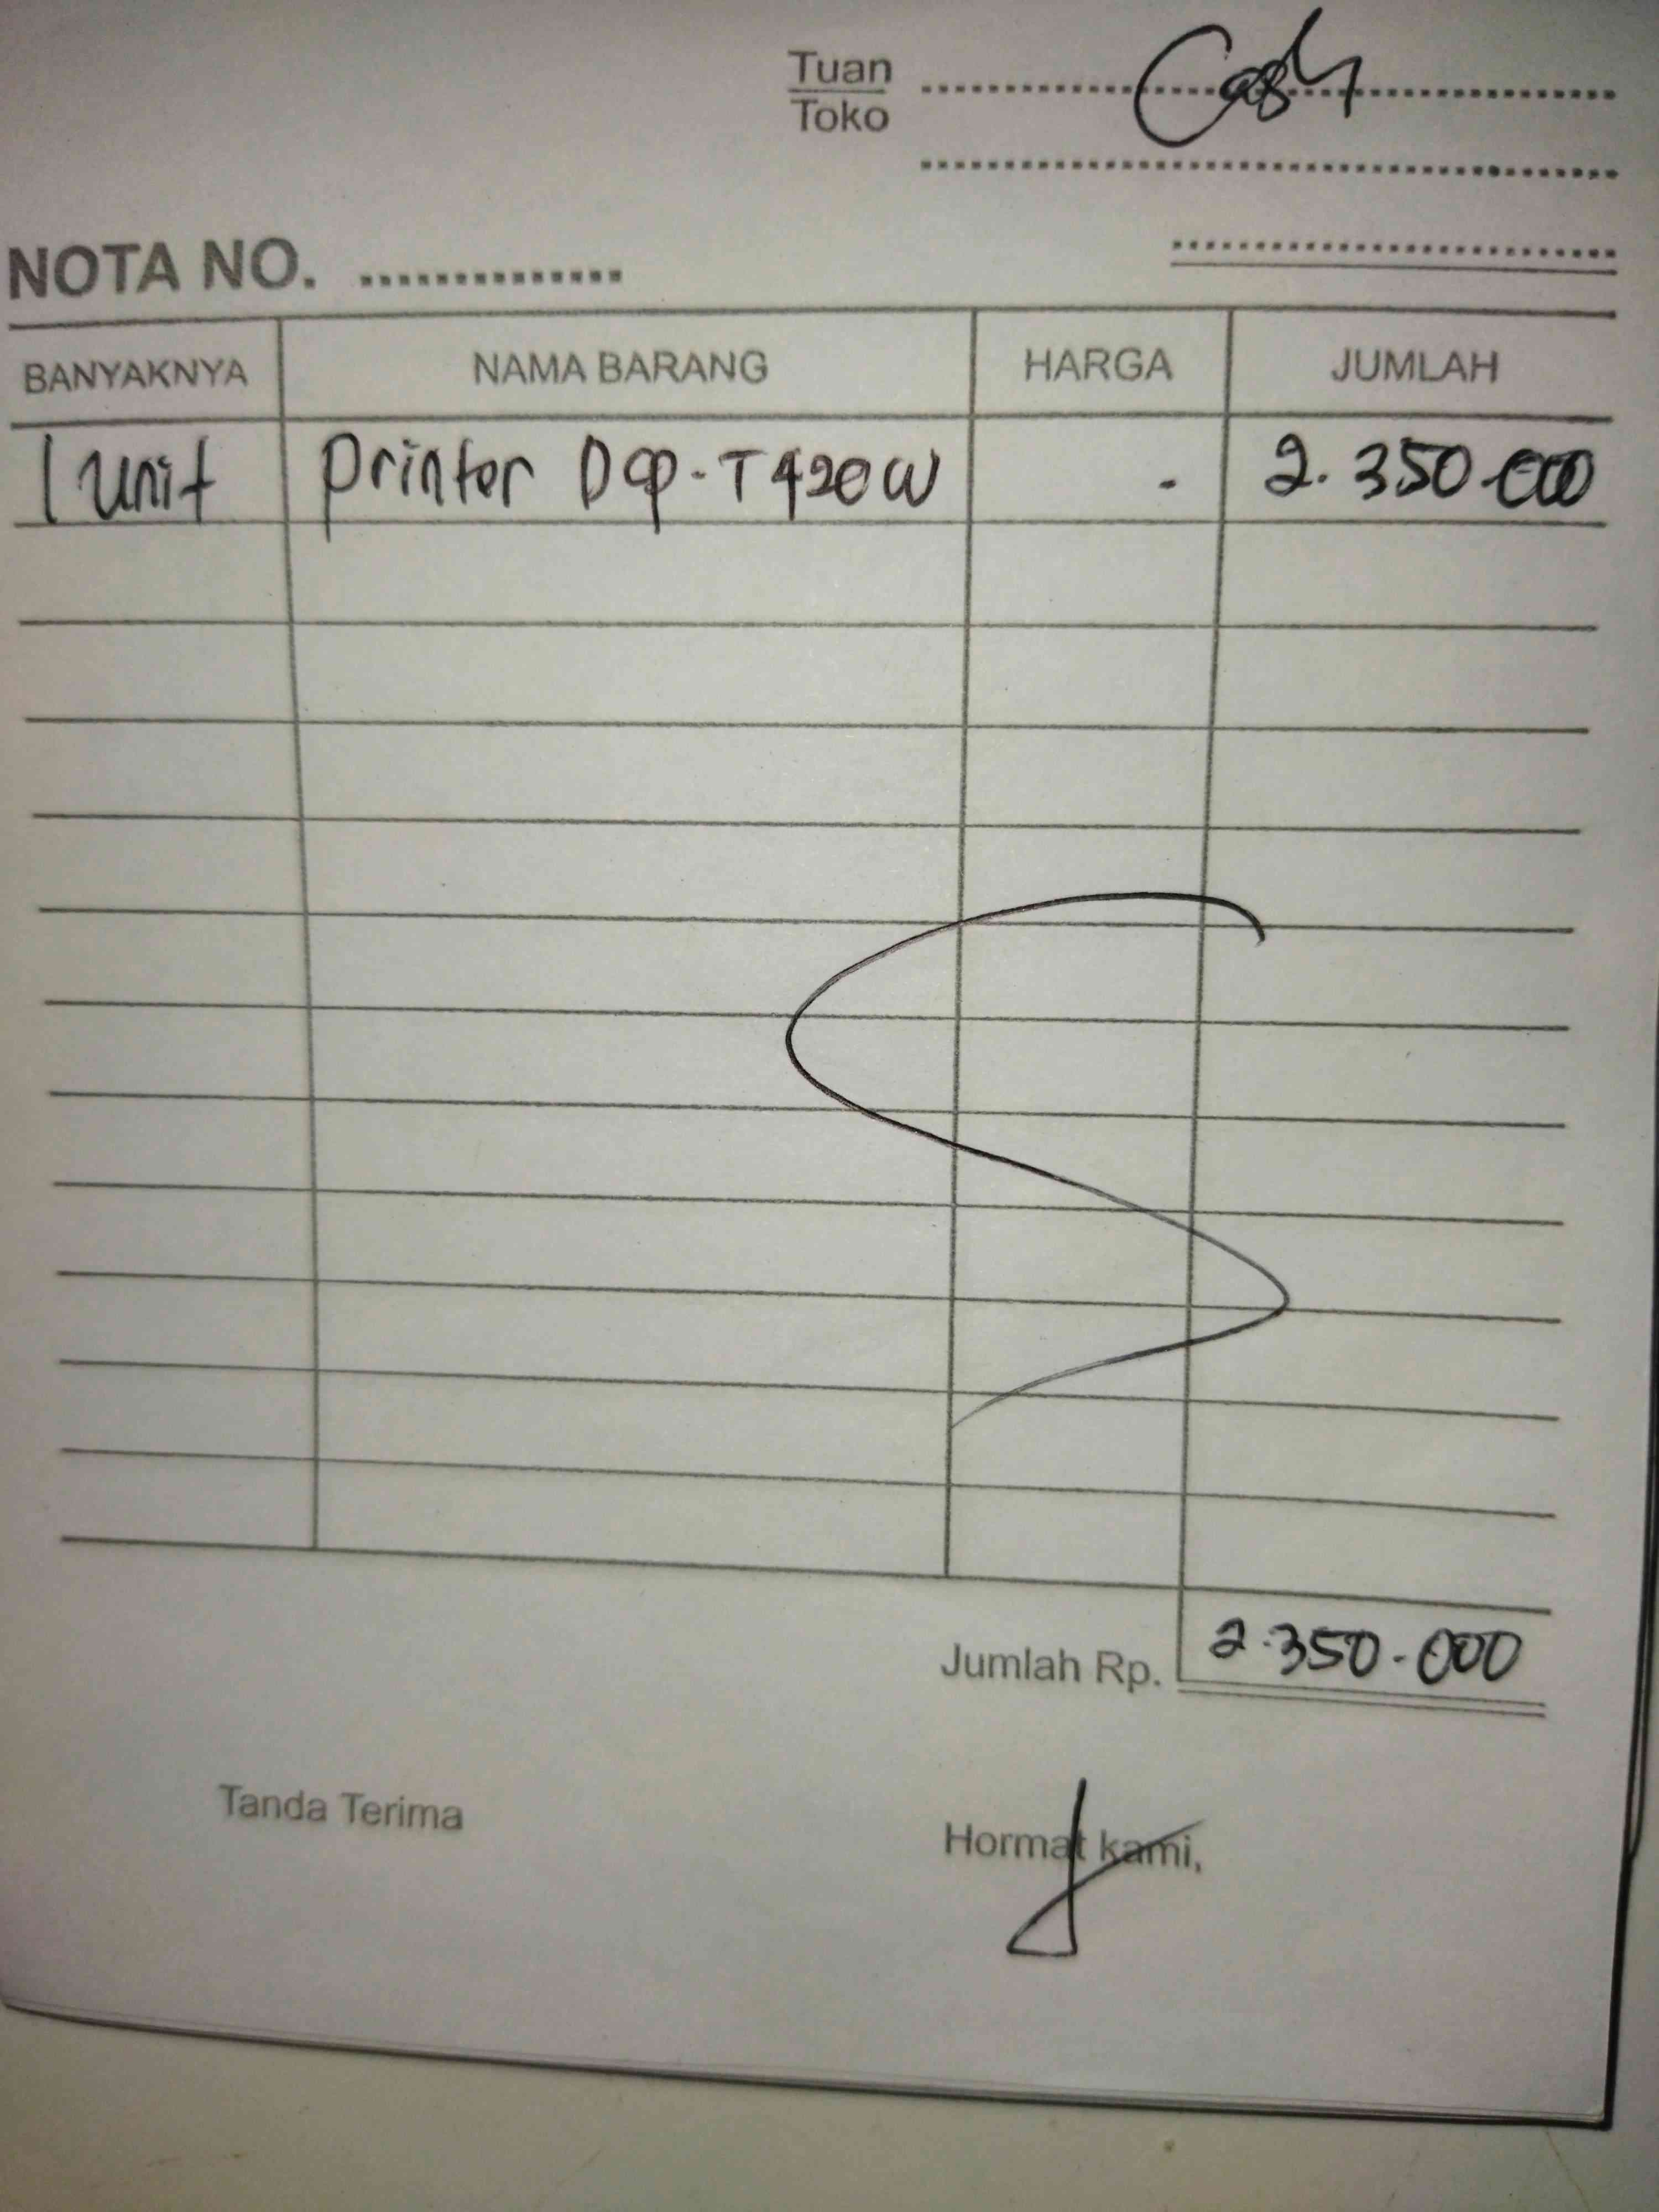 Tuan Cash
Toko
NOTA NO. ..............
BANYAKNYA NAMA BARANG HARGA JUMLAH
1 Unit Printer Dcp-T420W - 2.350.000
Jumlah Rp. 2.350.000
Tanda Terima Hormat kami,